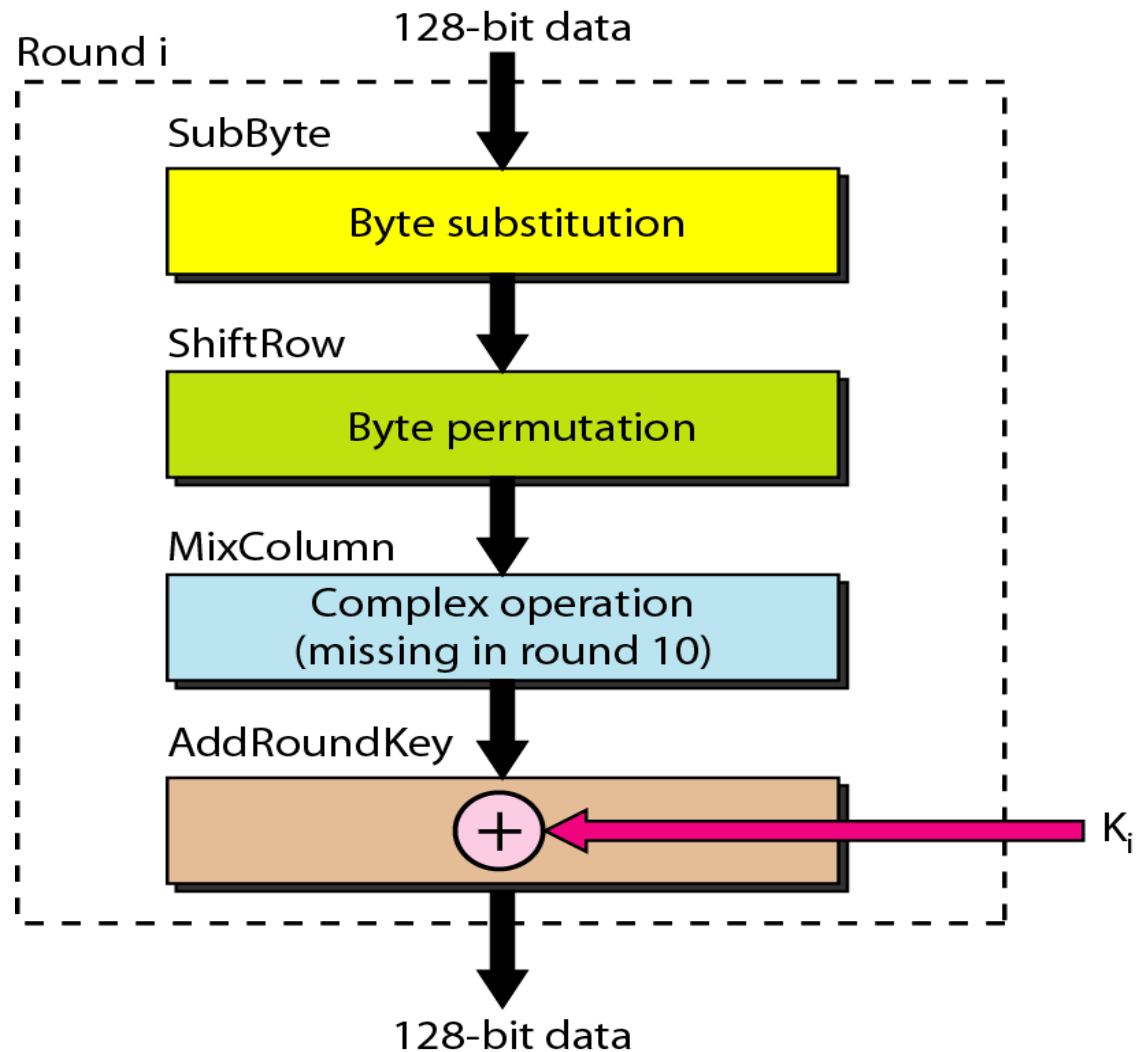 128-bit data
Round i
SubByte
Byte substitution
ShiftRow
Byte permutation
MixColumn
Complex operation
(missing in round 10)
AddRoundKey
+
Ki
128-bit data